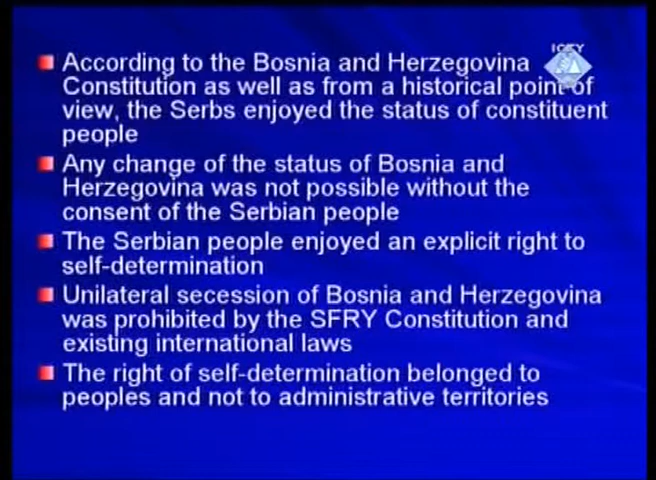 ICTY
According to the Bosnia and Herzegovina
Constitution as well as from a historical point of
view, the Serbs enjoyed the status of constituent
people
Any change of the status of Bosnia and
Herzegovina was not possible without the
consent of the Serbian people
The Serbian people enjoyed an explicit right to
self-determination
Unilateral secession of Bosnia and Herzegovina
was prohibited by the SFRY Constitution and
existing international laws
The right of self-determination belonged to
peoples and not to administrative territories